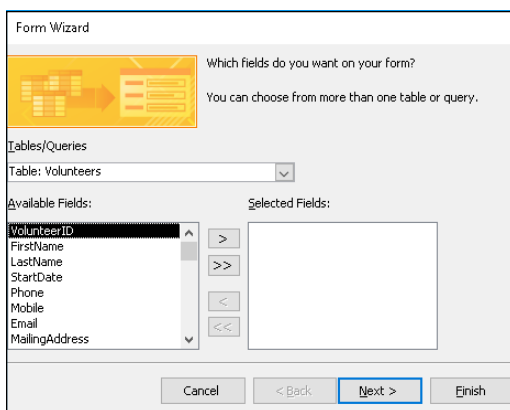 Form Wizard
Which fields do you want on your form?
You can choose from more than one table or query.
Tables/Queries
Table: Volunteers
Available Fields:
Selected Fields:
VolunteerID
FirstName
LastName
StartDate
Phone
Mobile
Email
MailingAddress
>
>>
<
<<
Cancel
< Back
Next >
Finish